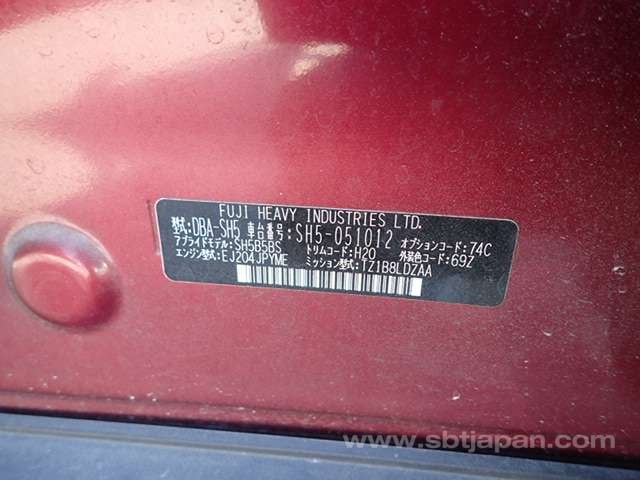 FUJI HEAVY INDUSTRIES LTD.
型式: DBA-SH5 車台番号: SH5-051012 オプションコード: 74C
アプライドモデル: SH5B5BS トリムコード: H20 外装色コード: 69Z
エンジン型式: EJ204JPYME ミッション型式: TZ1B8LDZAA
www.sbtjapan.com